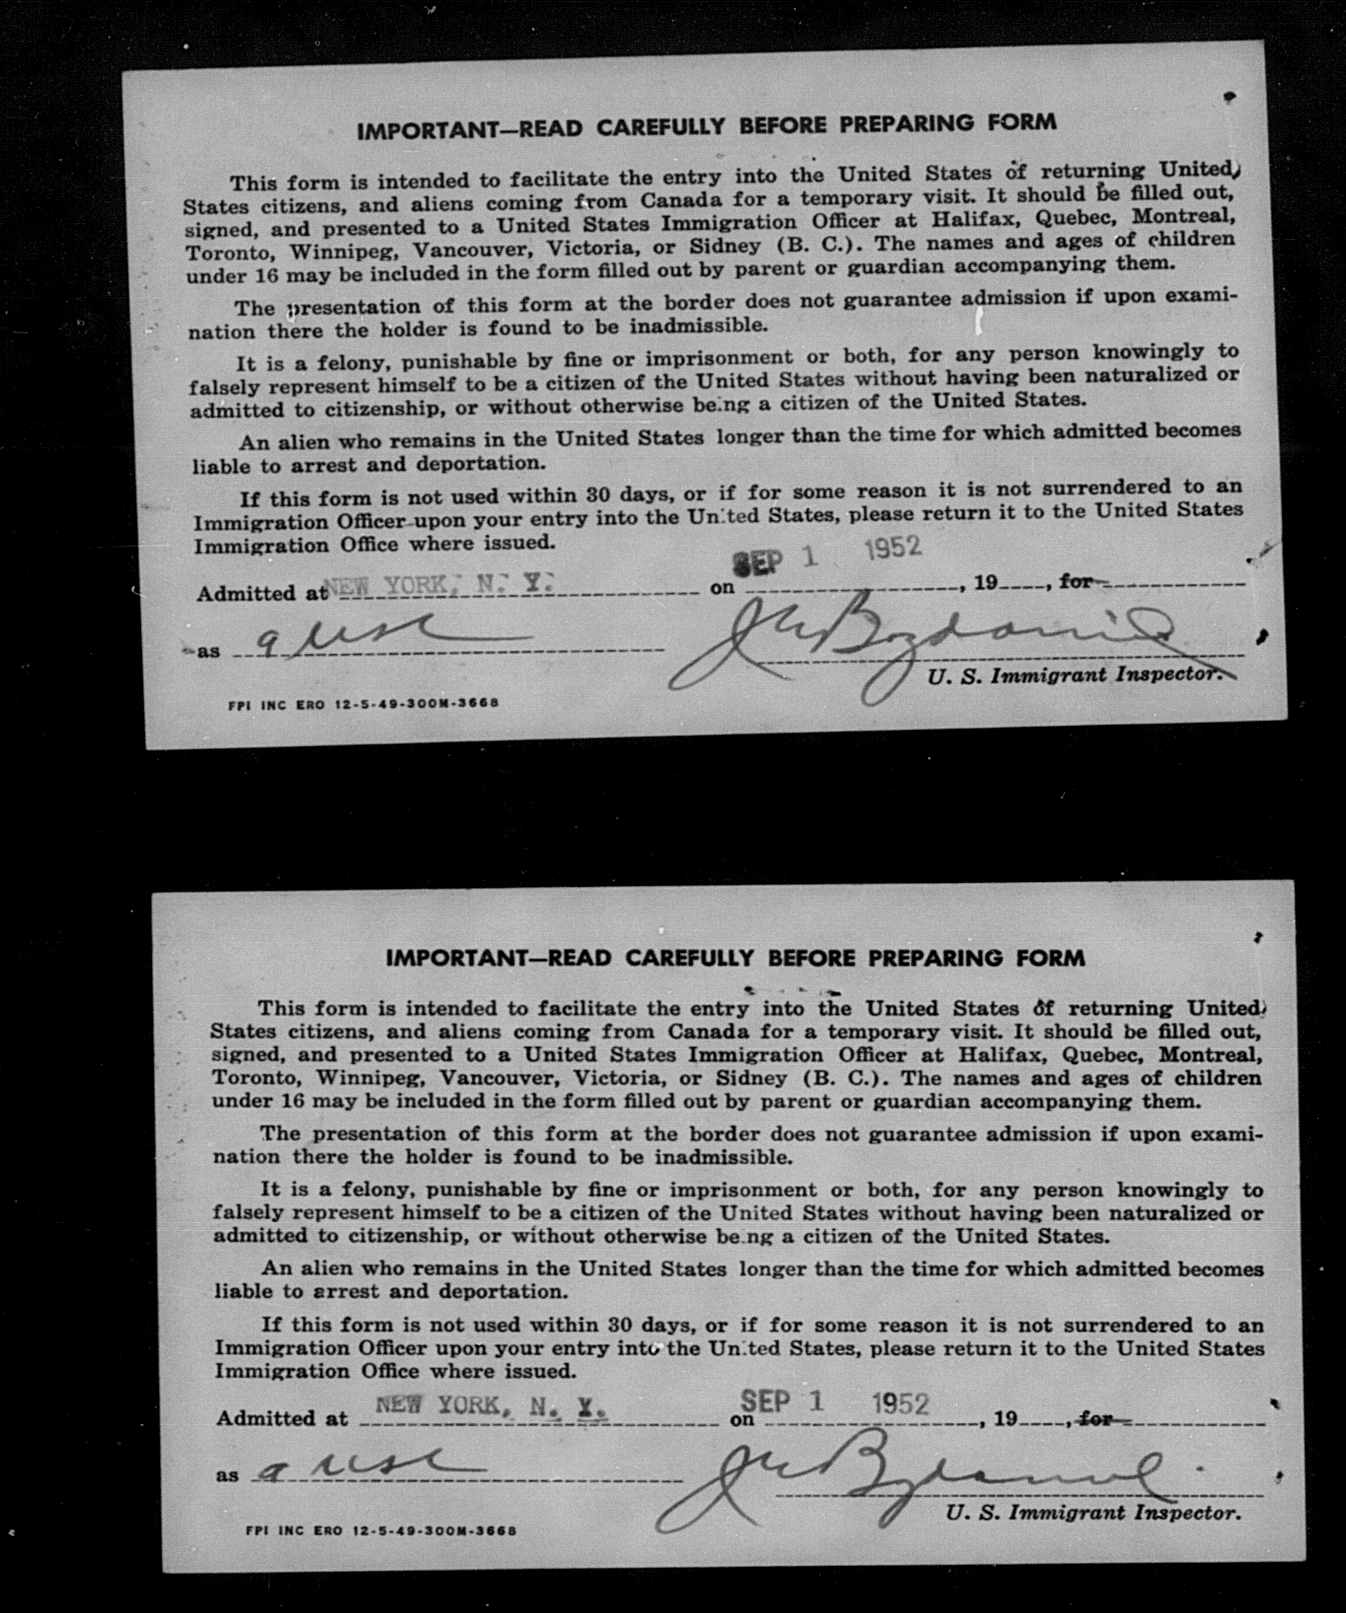 IMPORTANT—READ CAREFULLY BEFORE PREPARING FORM
This form is intended to facilitate the entry into the United States of returning United
States citizens, and aliens coming from Canada for a temporary visit. It should be filled out,
signed, and presented to a United States Immigration Officer at Halifax, Quebec, Montreal,
Toronto, Winnipeg, Vancouver, Victoria, or Sidney (B. C.). The names and ages of children
under 16 may be included in the form filled out by parent or guardian accompanying them.
The presentation of this form at the border does not guarantee admission if upon exami-
nation there the holder is found to be inadmissible.
It is a felony, punishable by fine or imprisonment or both, for any person knowingly to
falsely represent himself to be a citizen of the United States without having been naturalized or
admitted to citizenship, or without otherwise being a citizen of the United States.
An alien who remains in the United States longer than the time for which admitted becomes
liable to arrest and deportation.
If this form is not used within 30 days, or if for some reason it is not surrendered to an
Immigration Officer upon your entry into the United States, please return it to the United States
Immigration Office where issued.
Admitted at NEW YORK, N. Y. on SEP 1 1952, 19, for
as a usc
U. S. Immigrant Inspector.
FPI INC ERO 12-5-49-300M-3668
IMPORTANT—READ CAREFULLY BEFORE PREPARING FORM
This form is intended to facilitate the entry into the United States of returning United
States citizens, and aliens coming from Canada for a temporary visit. It should be filled out,
signed, and presented to a United States Immigration Officer at Halifax, Quebec, Montreal,
Toronto, Winnipeg, Vancouver, Victoria, or Sidney (B. C.). The names and ages of children
under 16 may be included in the form filled out by parent or guardian accompanying them.
The presentation of this form at the border does not guarantee admission if upon exami-
nation there the holder is found to be inadmissible.
It is a felony, punishable by fine or imprisonment or both, for any person knowingly to
falsely represent himself to be a citizen of the United States without having been naturalized or
admitted to citizenship, or without otherwise being a citizen of the United States.
An alien who remains in the United States longer than the time for which admitted becomes
liable to arrest and deportation.
If this form is not used within 30 days, or if for some reason it is not surrendered to an
Immigration Officer upon your entry into the United States, please return it to the United States
Immigration Office where issued.
Admitted at NEW YORK, N. Y. on SEP 1 1952, 19, for
as a usc
U. S. Immigrant Inspector.
FPI INC ERO 12-5-49-300M-3668